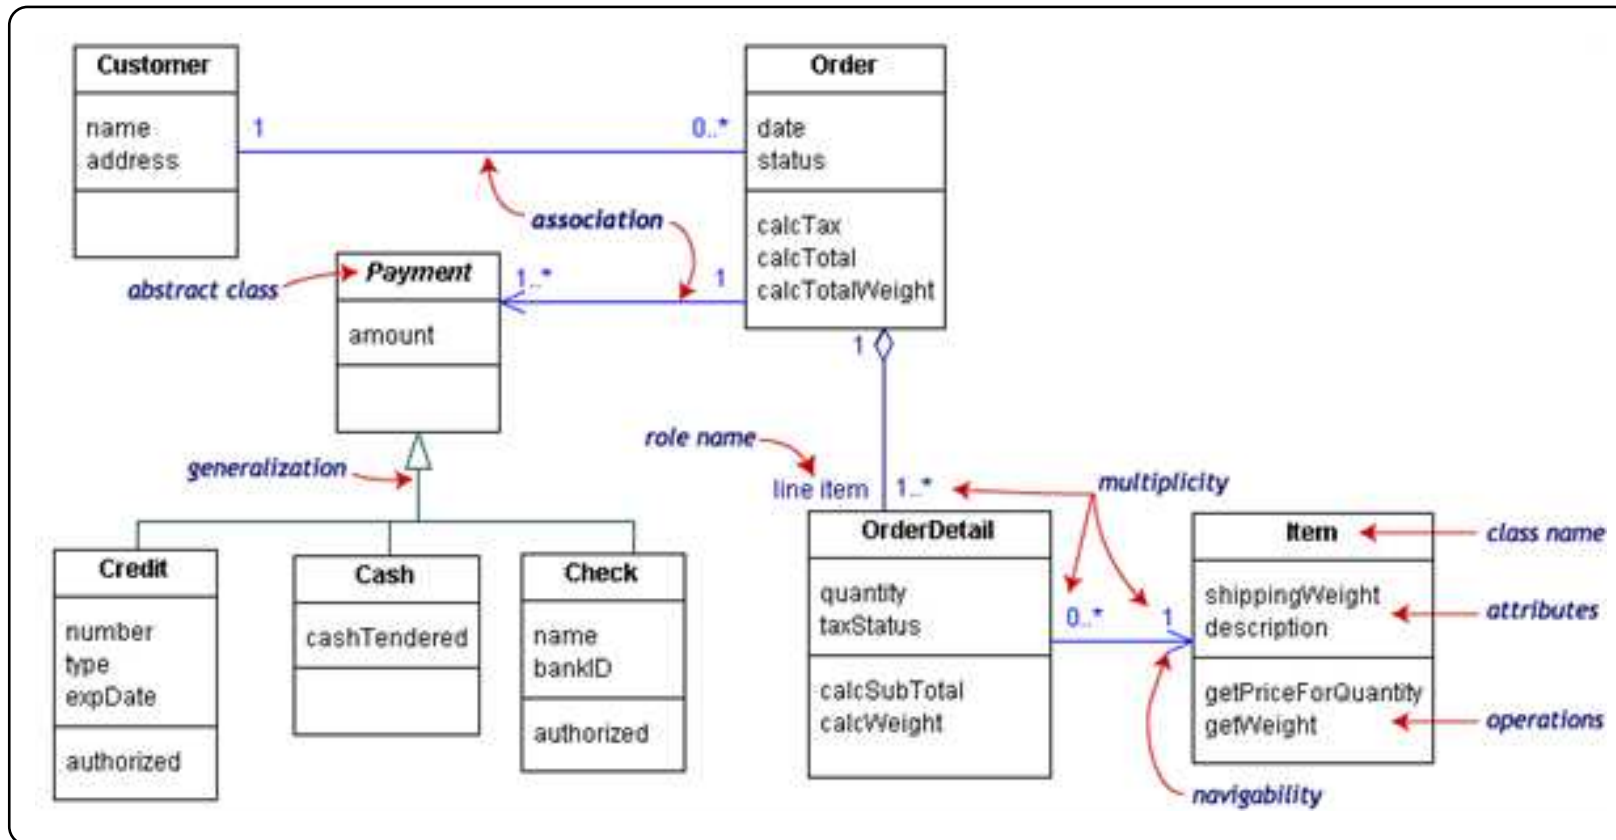 Customer
name
address
1
0..*
Order
date
status
calcTax
calcTotal
calcTotalWeight
association
abstract class
Payment
amount
1..*
1
1
generalization
role name
line item
1..*
multiplicity
Credit
number
type
expDate
authorized
Cash
cashTendered
Check
name
bankID
authorized
OrderDetail
quantity
taxStatus
calcSubTotal
calcWeight
0..*
1
Item
shippingWeight
description
getPriceForQuantity
getWeight
class name
attributes
operations
navigability